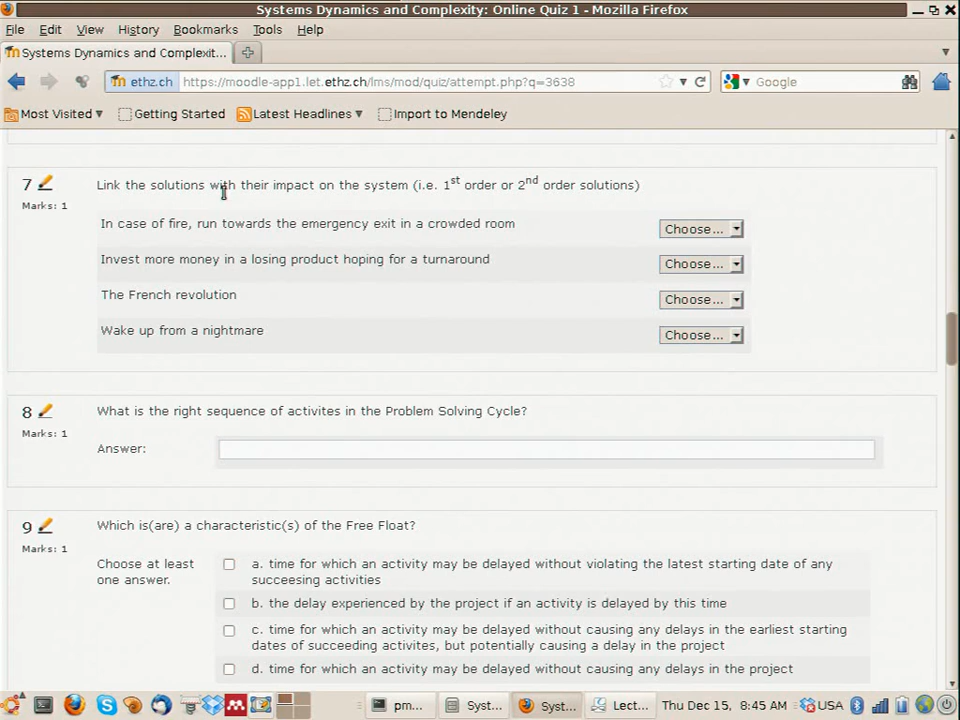 Systems Dynamics and Complexity: Online Quiz 1 - Mozilla Firefox
File Edit View History Bookmarks Tools Help
Systems Dynamics and Complexit...
ethz.ch https://moodle-app1.let.ethz.ch/lms/mod/quiz/attempt.php?q=3638 Google
Most Visited Getting Started Latest Headlines Import to Mendeley
7 Link the solutions with their impact on the system (i.e. 1st order or 2nd order solutions)
Marks: 1
In case of fire, run towards the emergency exit in a crowded room Choose...
Invest more money in a losing product hoping for a turnaround Choose...
The French revolution Choose...
Wake up from a nightmare Choose...
8 What is the right sequence of activites in the Problem Solving Cycle?
Marks: 1
Answer:
9 Which is(are) a characteristic(s) of the Free Float?
Marks: 1
Choose at least one answer.
a. time for which an activity may be delayed without violating the latest starting date of any
succeesing activities
b. the delay experienced by the project if an activity is delayed by this time
c. time for which an activity may be delayed without causing any delays in the earliest starting
dates of succeeding activites, but potentially causing a delay in the project
d. time for which an activity may be delayed without causing any delays in the project
pm... Syst... Syst... Lect... Thu Dec 15, 8:45 AM USA